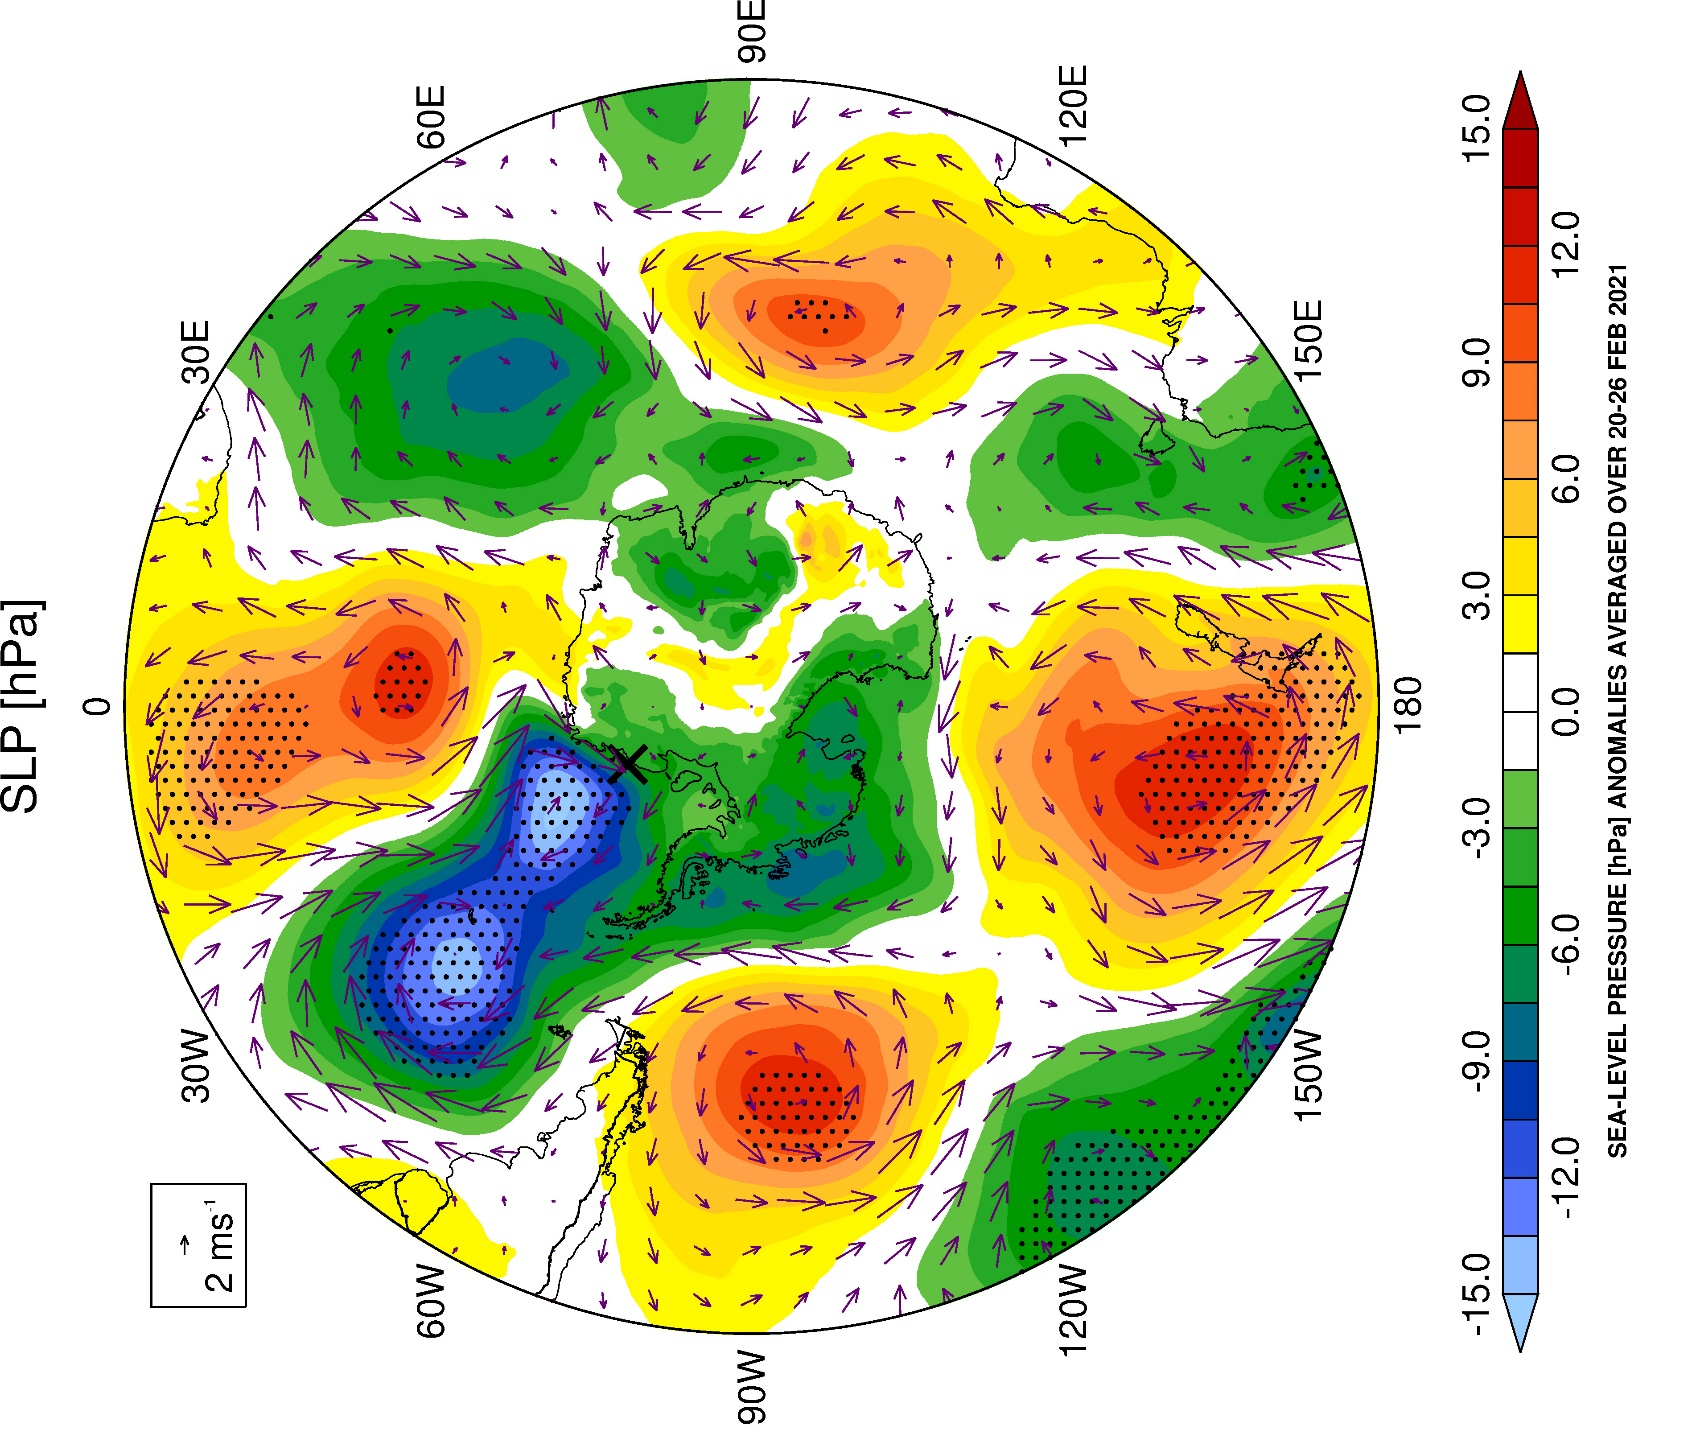 SLP [hPa]
0
30E
60E
90E
120E
150E
180
150W
120W
90W
60W
30W
2 ms⁻¹
-15.0
-12.0
-9.0
-6.0
-3.0
0.0
3.0
6.0
9.0
12.0
15.0
SEA-LEVEL PRESSURE [hPa] ANOMALIES AVERAGED OVER 20-26 FEB 2021